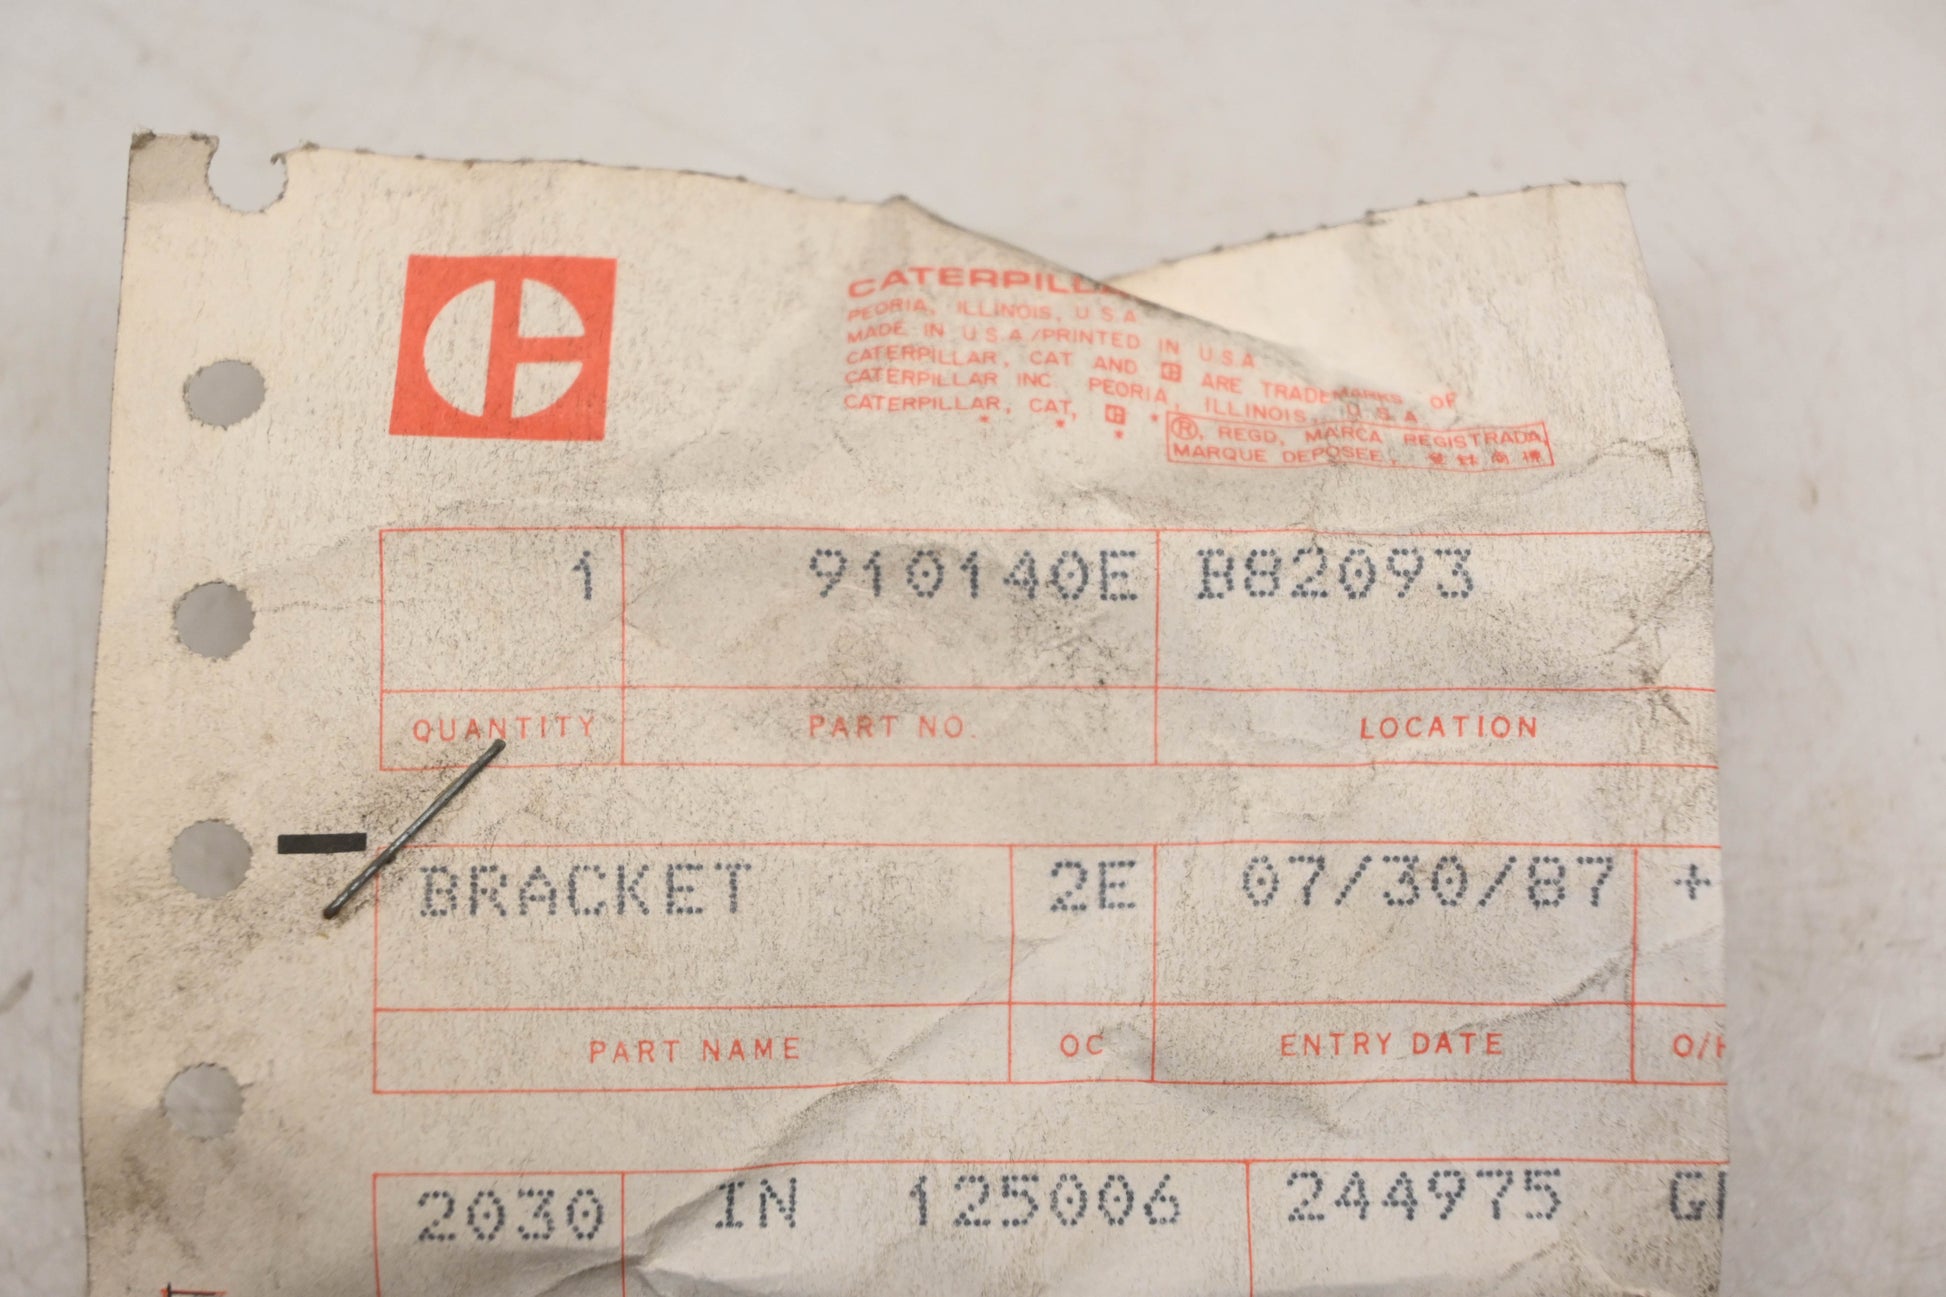 CATERPILLAR
PEORIA, ILLINOIS, U.S.A
MADE IN U.S.A/PRINTED IN U.S.A
CATERPILLAR, CAT AND ARE TRADEMARKS OF
CATERPILLAR INC. PEORIA, ILLINOIS, U.S.A
CATERPILLAR, CAT,
®, REGD, MARCA REGISTRADA,
MARQUE DEPOSEE,
1 910140E B82093
QUANTITY PART NO. LOCATION
BRACKET 2E 07/30/87 +
PART NAME OC ENTRY DATE O/H
2030 IN 125006 244975